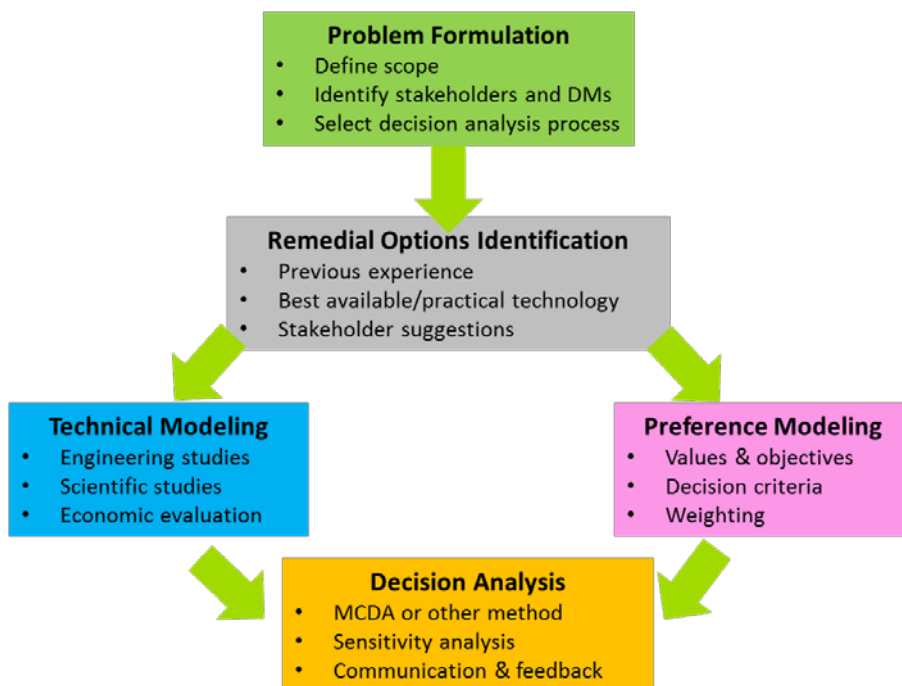 Problem Formulation
• Define scope
• Identify stakeholders and DMs
• Select decision analysis process
Remedial Options Identification
• Previous experience
• Best available/practical technology
• Stakeholder suggestions
Technical Modeling
• Engineering studies
• Scientific studies
• Economic evaluation
Preference Modeling
• Values & objectives
• Decision criteria
• Weighting
Decision Analysis
• MCDA or other method
• Sensitivity analysis
• Communication & feedback